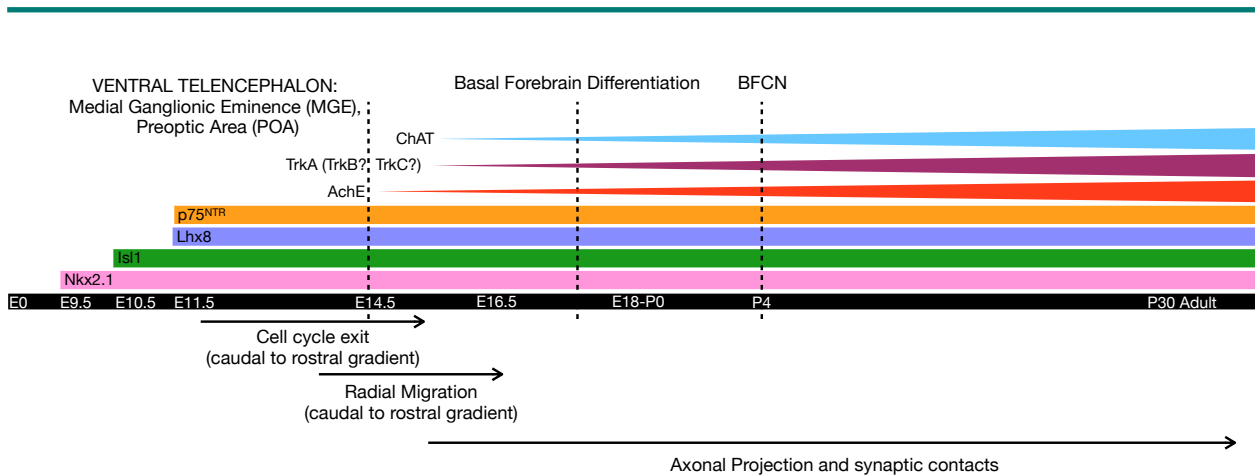 VENTRAL TELENCEPHALON:
Medial Ganglionic Eminence (MGE),
Preoptic Area (POA)
Basal Forebrain Differentiation
BFCN
ChAT
TrkA (TrkB? TrkC?)
AchE
p75NTR
Lhx8
Isl1
Nkx2.1
E0 E9.5 E10.5 E11.5 E14.5 E16.5 E18-P0 P4 P30 Adult
Cell cycle exit
(caudal to rostral gradient)
Radial Migration
(caudal to rostral gradient)
Axonal Projection and synaptic contacts